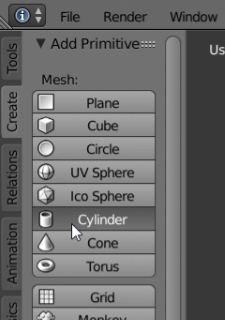 File Render Window
Tools
Create
Relations
Animation
Add Primitive
Us
Mesh:
Plane
Cube
Circle
UV Sphere
Ico Sphere
Cylinder
Cone
Torus
Grid
Monkey